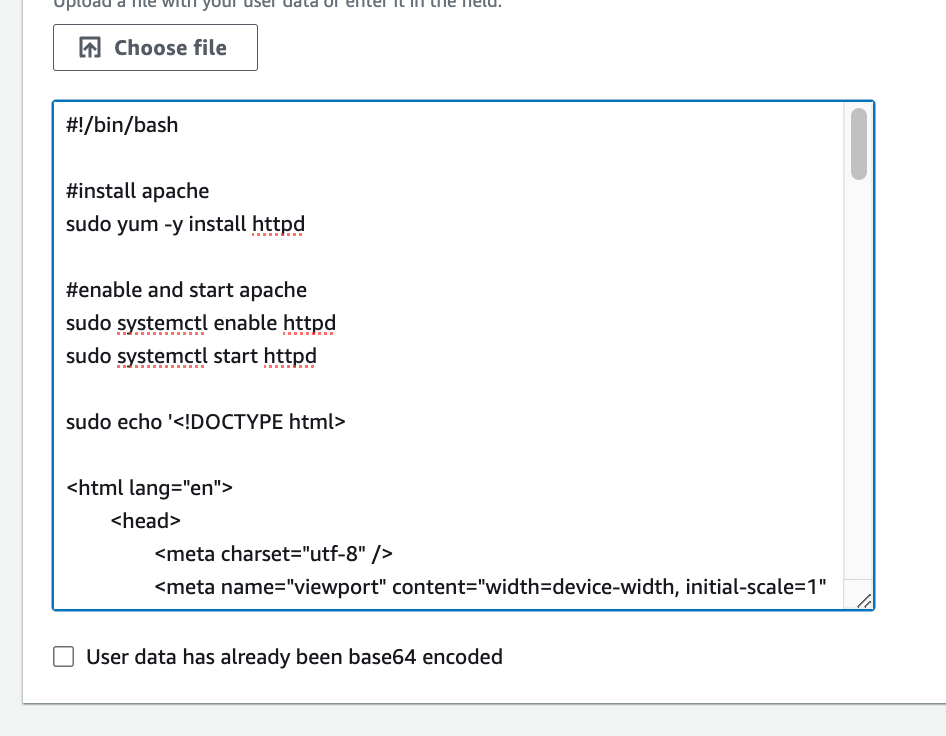 Upload a file with your user data or enter it in the field.
Choose file
#!/bin/bash
#install apache
sudo yum -y install httpd
#enable and start apache
sudo systemctl enable httpd
sudo systemctl start httpd
sudo echo '<!DOCTYPE html>
<html lang="en">
<head>
<meta charset="utf-8" />
<meta name="viewport" content="width=device-width, initial-scale=1"
User data has already been base64 encoded